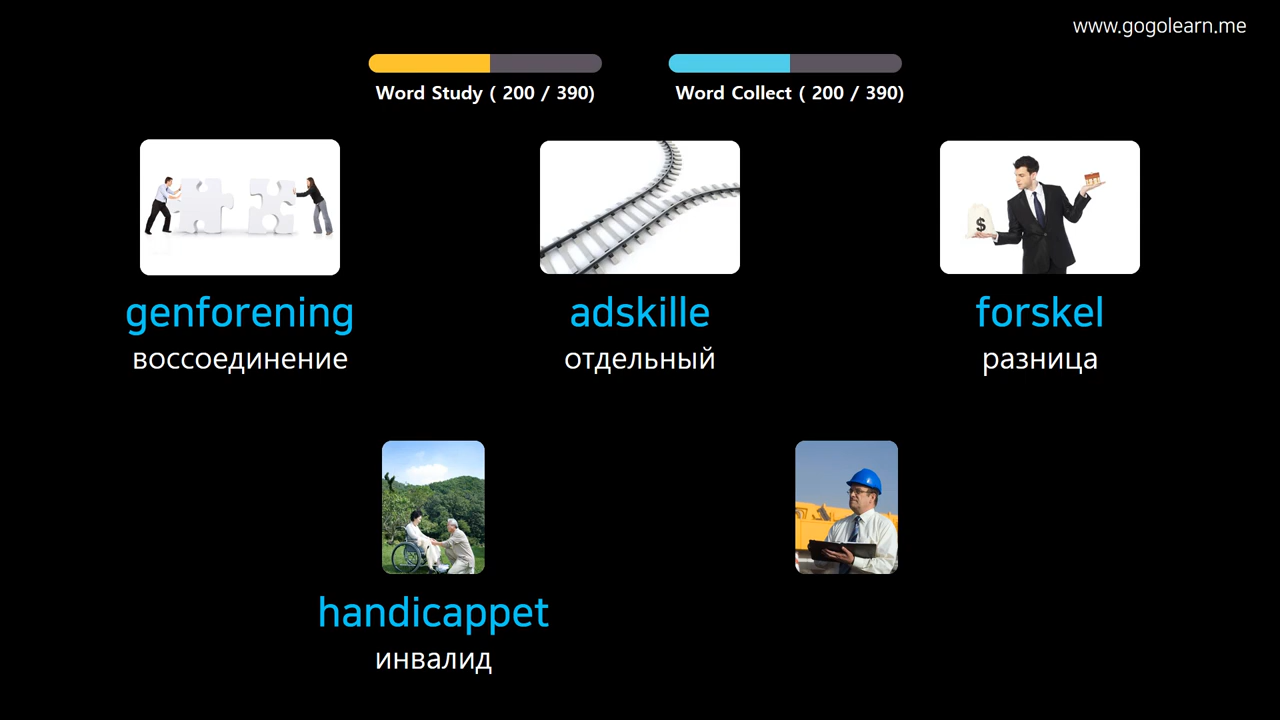 www.gogolearn.me
Word Study ( 200 / 390)
Word Collect ( 200 / 390)
genforening
воссоединение
adskille
отдельный
forskel
разница
$
handicappet
инвалид